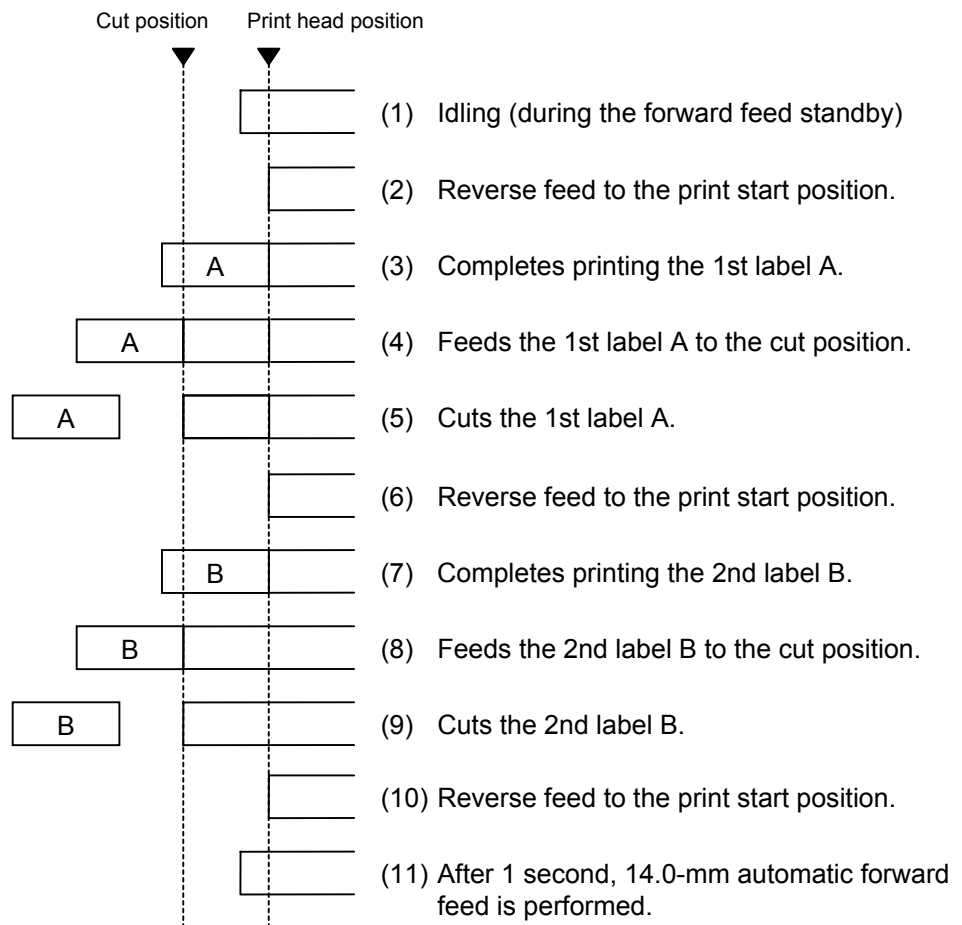 Cut position Print head position
(1) Idling (during the forward feed standby)
(2) Reverse feed to the print start position.
A (3) Completes printing the 1st label A.
A (4) Feeds the 1st label A to the cut position.
A (5) Cuts the 1st label A.
(6) Reverse feed to the print start position.
B (7) Completes printing the 2nd label B.
B (8) Feeds the 2nd label B to the cut position.
B (9) Cuts the 2nd label B.
(10) Reverse feed to the print start position.
(11) After 1 second, 14.0-mm automatic forward
feed is performed.